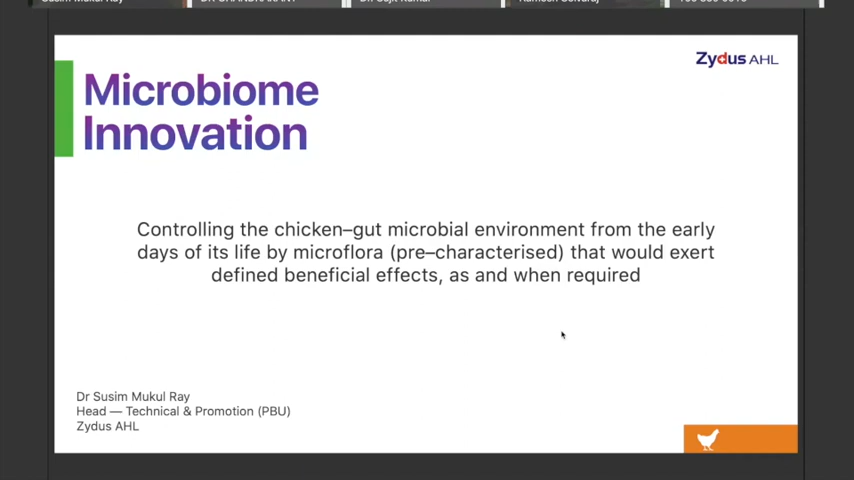 Zydus AHL
Microbiome
Innovation
Controlling the chicken–gut microbial environment from the early
days of its life by microflora (pre–characterised) that would exert
defined beneficial effects, as and when required
Dr Susim Mukul Ray
Head — Technical & Promotion (PBU)
Zydus AHL